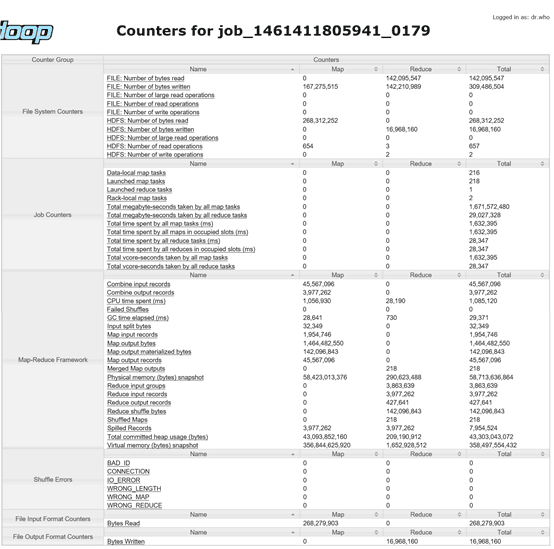 Logged in as: dr.who
Counters for job_1461411805941_0179
Counter Group Counters
File System Counters
Name Map Reduce Total
FILE: Number of bytes read 0 142,095,547 142,095,547
FILE: Number of bytes written 167,275,515 142,210,989 309,486,504
FILE: Number of large read operations 0 0 0
FILE: Number of read operations 0 0 0
FILE: Number of write operations 0 0 0
HDFS: Number of bytes read 268,312,252 0 268,312,252
HDFS: Number of bytes written 0 16,968,160 16,968,160
HDFS: Number of large read operations 0 0 0
HDFS: Number of read operations 654 3 657
HDFS: Number of write operations 0 2 2
Job Counters
Name Map Reduce Total
Data-local map tasks 0 0 216
Launched map tasks 0 0 218
Launched reduce tasks 0 0 1
Rack-local map tasks 0 0 2
Total megabyte-seconds taken by all map tasks 0 0 1,671,572,480
Total megabyte-seconds taken by all reduce tasks 0 0 29,027,328
Total time spent by all map tasks (ms) 0 0 1,632,395
Total time spent by all maps in occupied slots (ms) 0 0 1,632,395
Total time spent by all reduce tasks (ms) 0 0 28,347
Total time spent by all reduces in occupied slots (ms) 0 0 28,347
Total vcore-seconds taken by all map tasks 0 0 1,632,395
Total vcore-seconds taken by all reduce tasks 0 0 28,347
Map-Reduce Framework
Name Map Reduce Total
Combine input records 45,567,096 0 45,567,096
Combine output records 3,977,262 0 3,977,262
CPU time spent (ms) 1,056,930 28,190 1,085,120
Failed Shuffles 0 0 0
GC time elapsed (ms) 28,641 730 29,371
Input split bytes 32,349 0 32,349
Map input records 1,954,746 0 1,954,746
Map output bytes 1,464,482,550 0 1,464,482,550
Map output materialized bytes 142,096,843 0 142,096,843
Map output records 45,567,096 0 45,567,096
Merged Map outputs 0 218 218
Physical memory (bytes) snapshot 58,423,013,376 290,623,488 58,713,636,864
Reduce input groups 0 3,863,639 3,863,639
Reduce input records 0 3,977,262 3,977,262
Reduce output records 0 427,641 427,641
Reduce shuffle bytes 0 142,096,843 142,096,843
Shuffled Maps 0 218 218
Spilled Records 3,977,262 3,977,262 7,954,524
Total committed heap usage (bytes) 43,093,852,160 209,190,912 43,303,043,072
Virtual memory (bytes) snapshot 356,844,625,920 1,652,928,512 358,497,554,432
Shuffle Errors
Name Map Reduce Total
BAD_ID 0 0 0
CONNECTION 0 0 0
IO_ERROR 0 0 0
WRONG_LENGTH 0 0 0
WRONG_MAP 0 0 0
WRONG_REDUCE 0 0 0
File Input Format Counters
Name Map Reduce Total
Bytes Read 268,279,903 0 268,279,903
File Output Format Counters
Name Map Reduce Total
Bytes Written 0 16,968,160 16,968,160